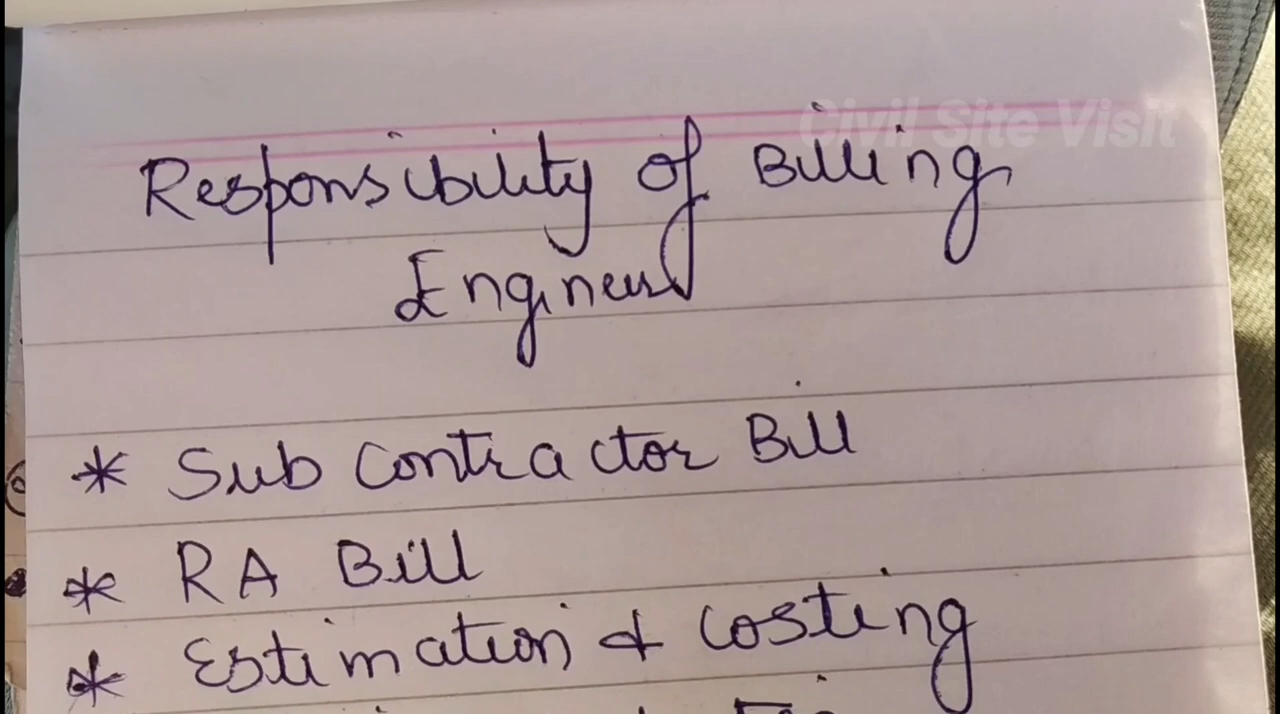 Civil Site Visit
Responsibility of Billing
Engineer
* Sub Contractor Bill
* RA Bill
* Estimation & Costing